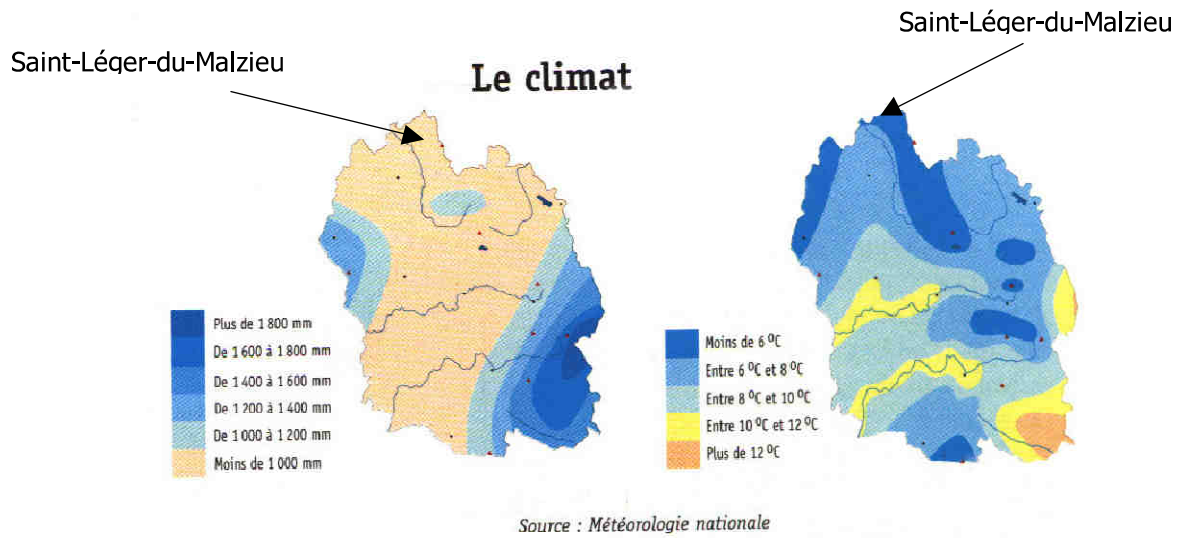 Saint-Léger-du-Malzieu
Saint-Léger-du-Malzieu
Le climat
Plus de 1 800 mm
De 1 600 à 1 800 mm
De 1 400 à 1 600 mm
De 1 200 à 1 400 mm
De 1 000 à 1 200 mm
Moins de 1 000 mm
Moins de 6 °C
Entre 6 °C et 8 °C
Entre 8 °C et 10 °C
Entre 10 °C et 12 °C
Plus de 12 °C
Source : Météorologie nationale